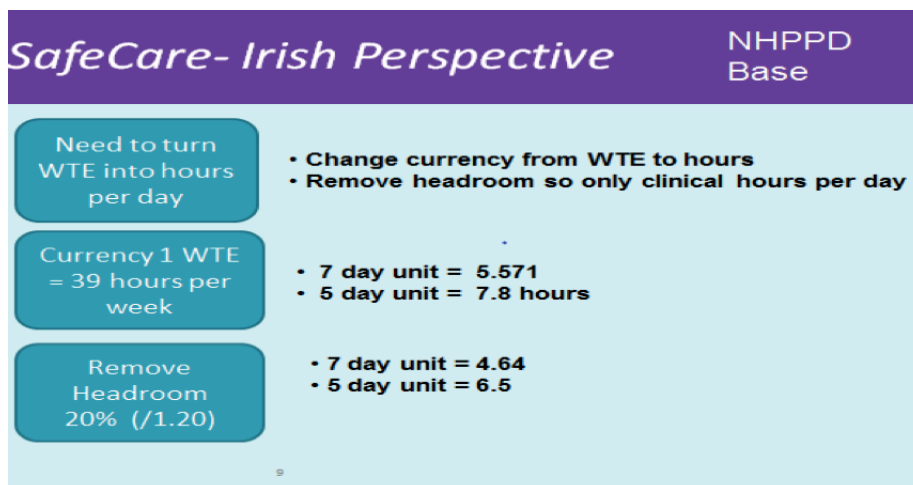 SafeCare- Irish Perspective
NHPPD
Base
Need to turn
WTE into hours
per day
• Change currency from WTE to hours
• Remove headroom so only clinical hours per day
Currency 1 WTE
= 39 hours per
week
• 7 day unit = 5.571
• 5 day unit = 7.8 hours
Remove
Headroom
20% (/1.20)
• 7 day unit = 4.64
• 5 day unit = 6.5
9